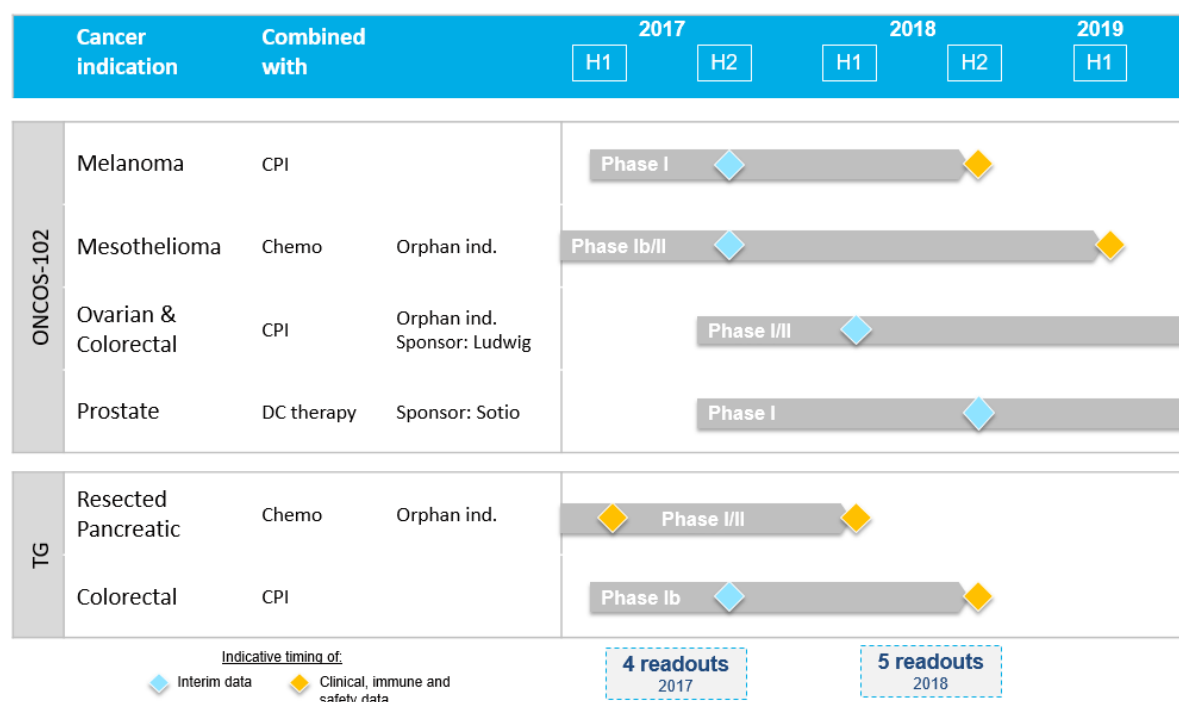 Cancer indication
Combined with
2017
2018
2019
H1
H2
H1
H2
H1
ONCOS-102
Melanoma
CPI
Phase I
Mesothelioma
Chemo
Orphan ind.
Phase Ib/II
Ovarian &
Colorectal
CPI
Orphan ind.
Sponsor: Ludwig
Phase I/II
Prostate
DC therapy
Sponsor: Sotio
Phase I
TG
Resected
Pancreatic
Chemo
Orphan ind.
Phase I/II
Colorectal
CPI
Phase Ib
Indicative timing of:
Interim data
Clinical, immune and
safety data
4 readouts
2017
5 readouts
2018